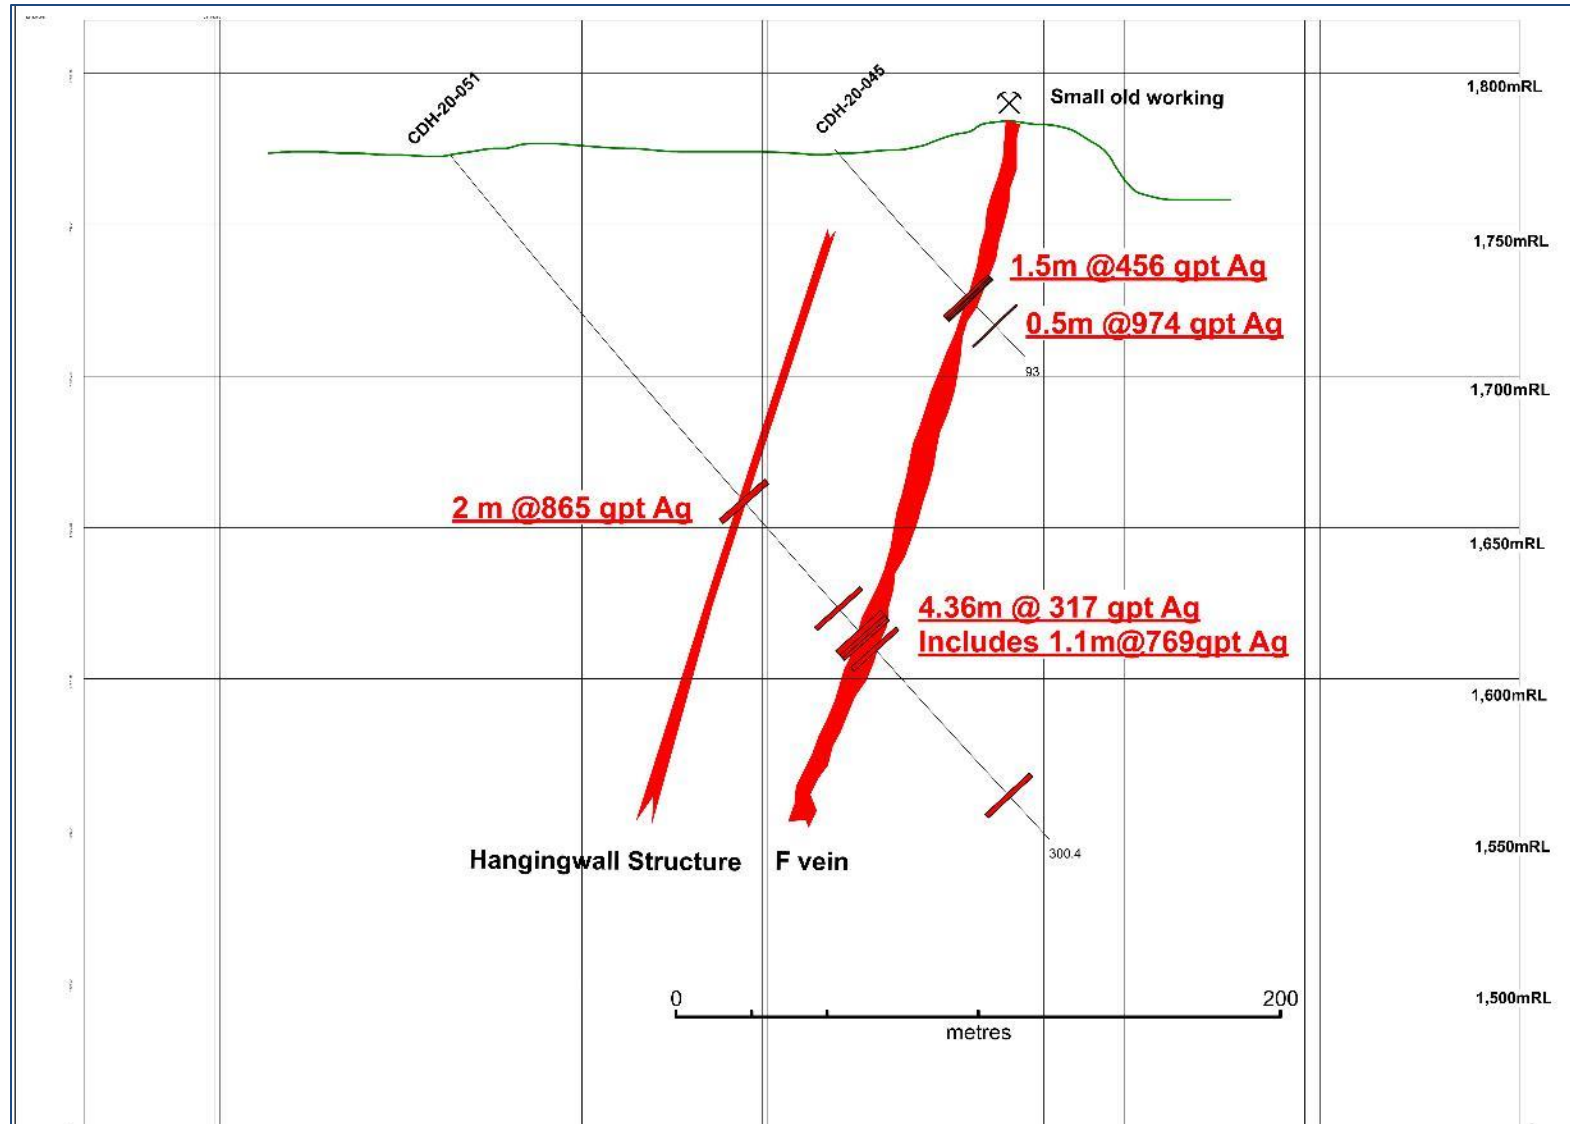 1,800mRL
CDH-20-051
CDH-20-045
Small old working
1,750mRL
1.5m @456 gpt Ag
0.5m @974 gpt Ag
93
1,700mRL
2 m @865 gpt Ag
1,650mRL
4.36m @ 317 gpt Ag
Includes 1.1m@769gpt Ag
1,600mRL
Hangingwall Structure
F vein
300.4
1,550mRL
0
200
metres
1,500mRL